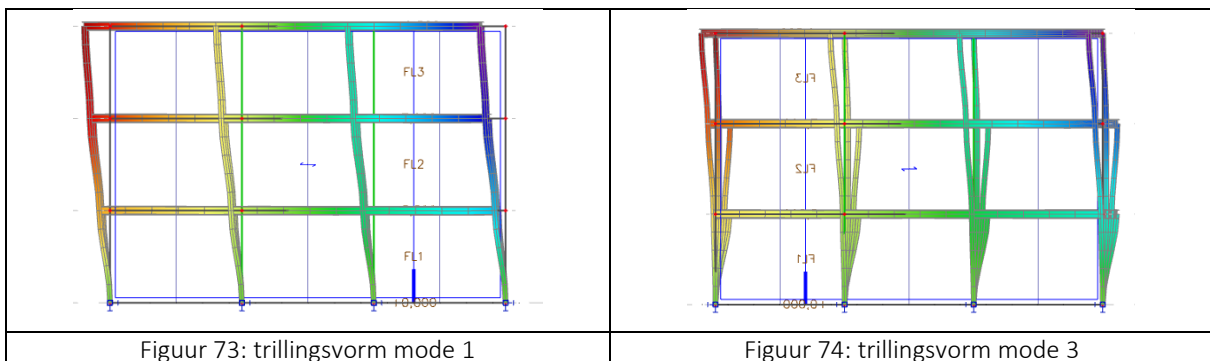 FL3
FL2
FL1
+0,000
FL3
FL2
FL1
+0,000
Figuur 73: trillingsvorm mode 1
Figuur 74: trillingsvorm mode 3